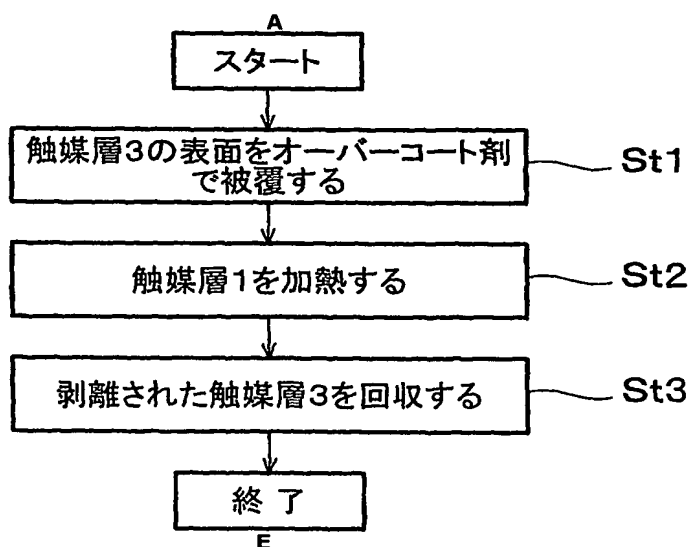 A
スタート
触媒層3の表面をオーバーコート剤
で被覆する
St1
触媒層1を加熱する
St2
剥離された触媒層3を回収する
St3
終了
E